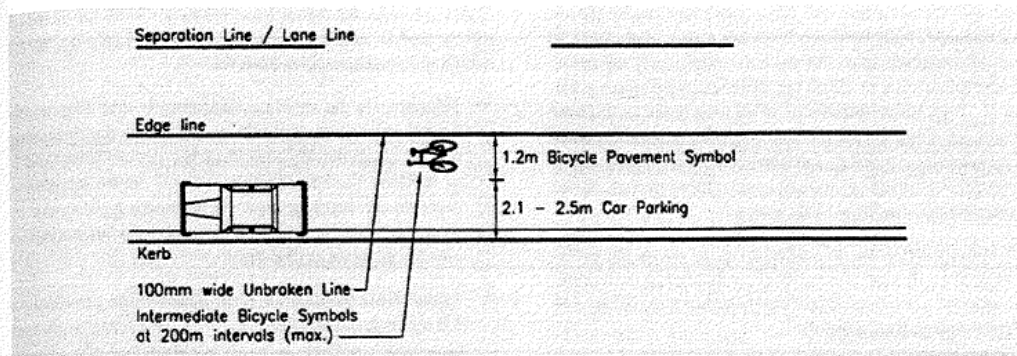 Separation Line / Lane Line
Edge line
1.2m Bicycle Pavement Symbol
2.1 - 2.5m Car Parking
Kerb
100mm wide Unbroken Line
Intermediate Bicycle Symbols
at 200m intervals (max.)